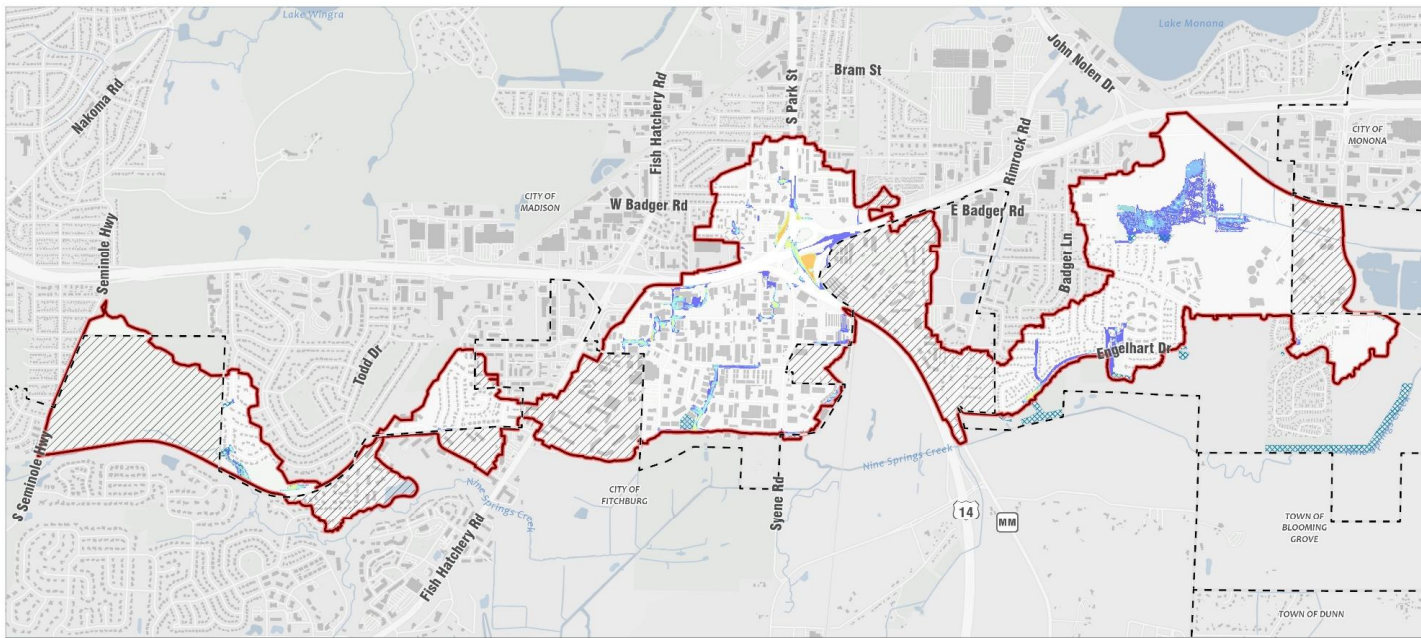 Lake Wingra
Lake Monona
Nakoma Rd
Fish Hatchery Rd
S Park St
Bram St
John Nolen Dr
Rimrock Rd
CITY OF
MONONA
Seminole Hwy
CITY OF
MADISON
W Badger Rd
E Badger Rd
Badger Ln
Todd Dr
Engelhart Dr
S Seminole Hwy
Nine Springs Creek
Fish Hatchery Rd
CITY OF
FITCHBURG
Syene Rd
Nine Springs Creek
14
MM
TOWN OF
BLOOMING
GROVE
TOWN OF DUNN